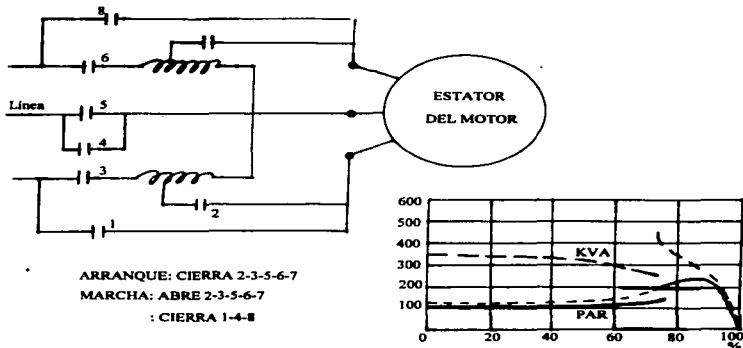 8
6
Línea
5
4
3
2
1
ESTATOR
DEL MOTOR
ARRANQUE: CIERRA 2-3-5-6-7
MARCHA: ABRE 2-3-5-6-7
: CIERRA 1-4-8
600
500
400
300
200
100
KVA
PAR
0 20 40 60 80 100
%